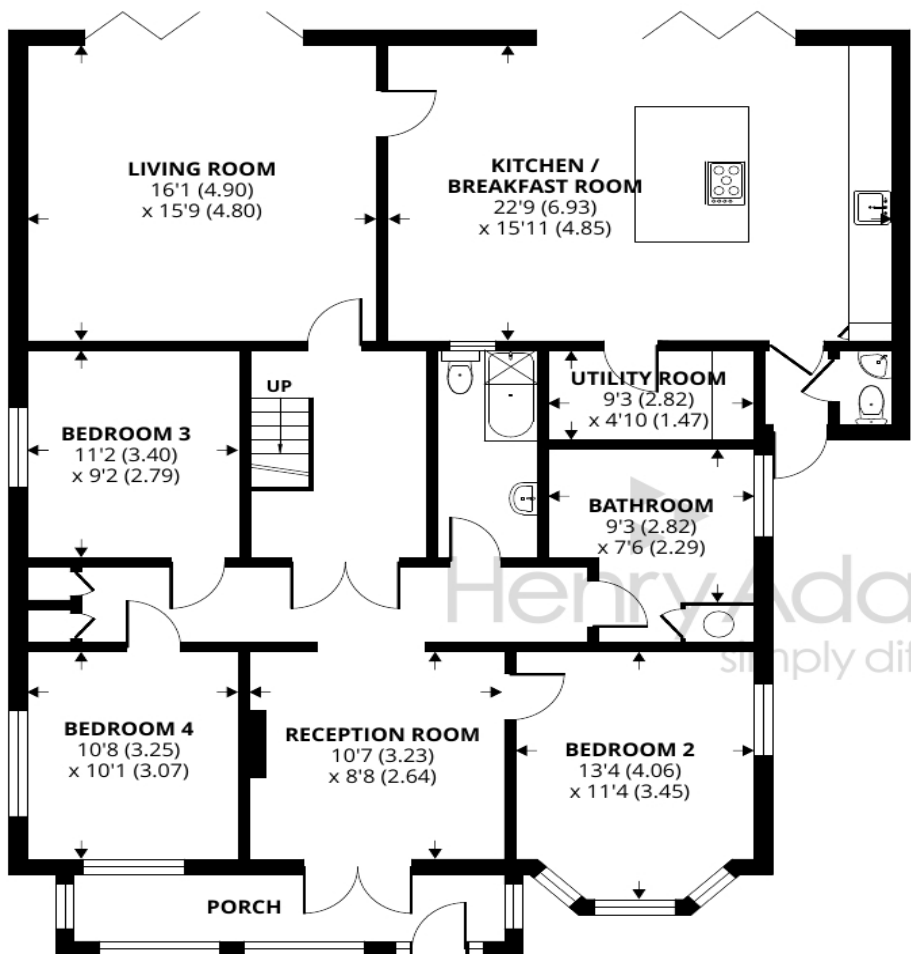 LIVING ROOM
16'1 (4.90)
x 15'9 (4.80)
KITCHEN /
BREAKFAST ROOM
22'9 (6.93)
x 15'11 (4.85)
UP
UTILITY ROOM
9'3 (2.82)
x 4'10 (1.47)
BEDROOM 3
11'2 (3.40)
x 9'2 (2.79)
BATHROOM
9'3 (2.82)
x 7'6 (2.29)
HenryAda
simply dif
BEDROOM 4
10'8 (3.25)
x 10'1 (3.07)
RECEPTION ROOM
10'7 (3.23)
x 8'8 (2.64)
BEDROOM 2
13'4 (4.06)
x 11'4 (3.45)
PORCH